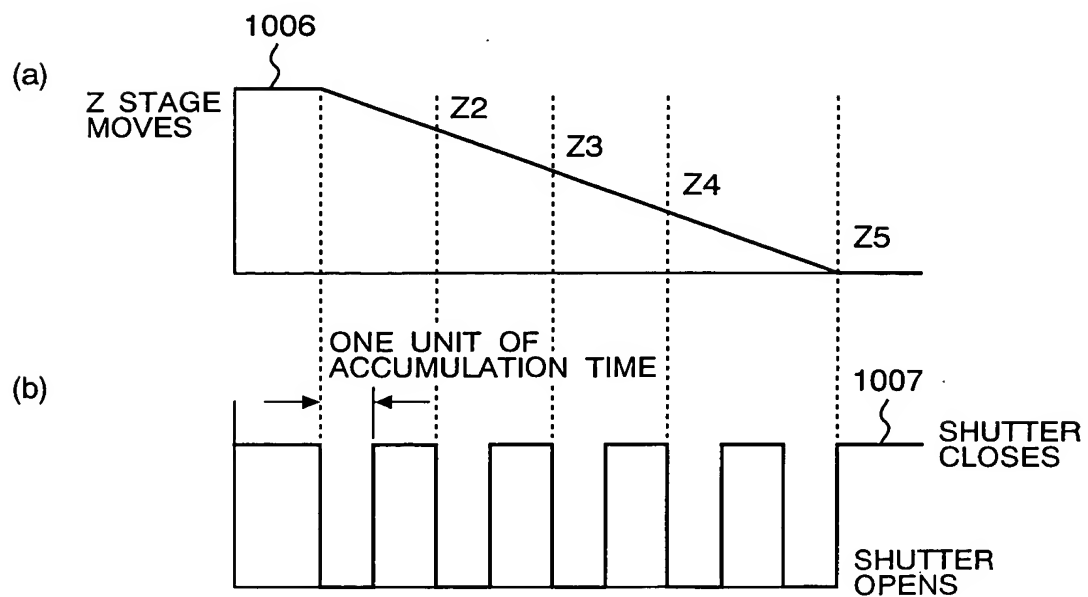 1006
(a)
Z STAGE
MOVES
Z2
Z3
Z4
Z5
ONE UNIT OF
ACCUMULATION TIME
(b)
1007
SHUTTER
CLOSES
SHUTTER
OPENS